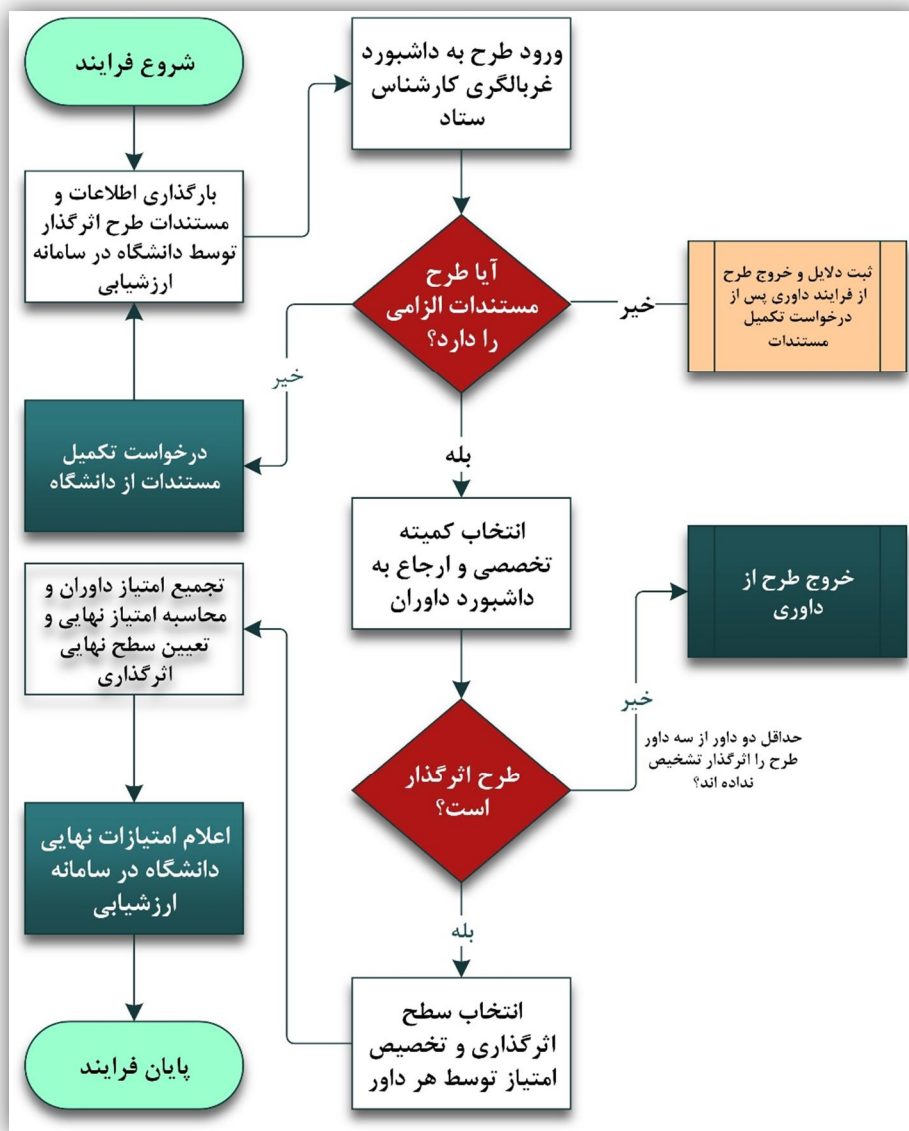 شروع فرایند
بارگذاری اطلاعات و
مستندات طرح اثرگذار
توسط دانشگاه در سامانه
ارزشیابی
ورود طرح به داشبورد
غربالگری کارشناس
ستاد
آیا طرح
مستندات الزامی
را دارد؟
خیر
ثبت دلایل و خروج طرح
از فرایند داوری پس از
درخواست تکمیل
مستندات
خیر
درخواست تکمیل
مستندات از دانشگاه
بله
انتخاب کمیته
تخصصی و ارجاع به
داشبورد داوران
طرح اثرگذار
است؟
خیر
حداقل دو داور از سه داور
طرح را اثرگذار تشخیص
نداده اند؟
خروج طرح از
داوری
بله
انتخاب سطح
اثرگذاری و تخصیص
امتیاز توسط هر داور
تجمیع امتیاز داوران و
محاسبه امتیاز نهایی و
تعیین سطح نهایی
اثرگذاری
اعلام امتیازات نهایی
دانشگاه در سامانه
ارزشیابی
پایان فرایند